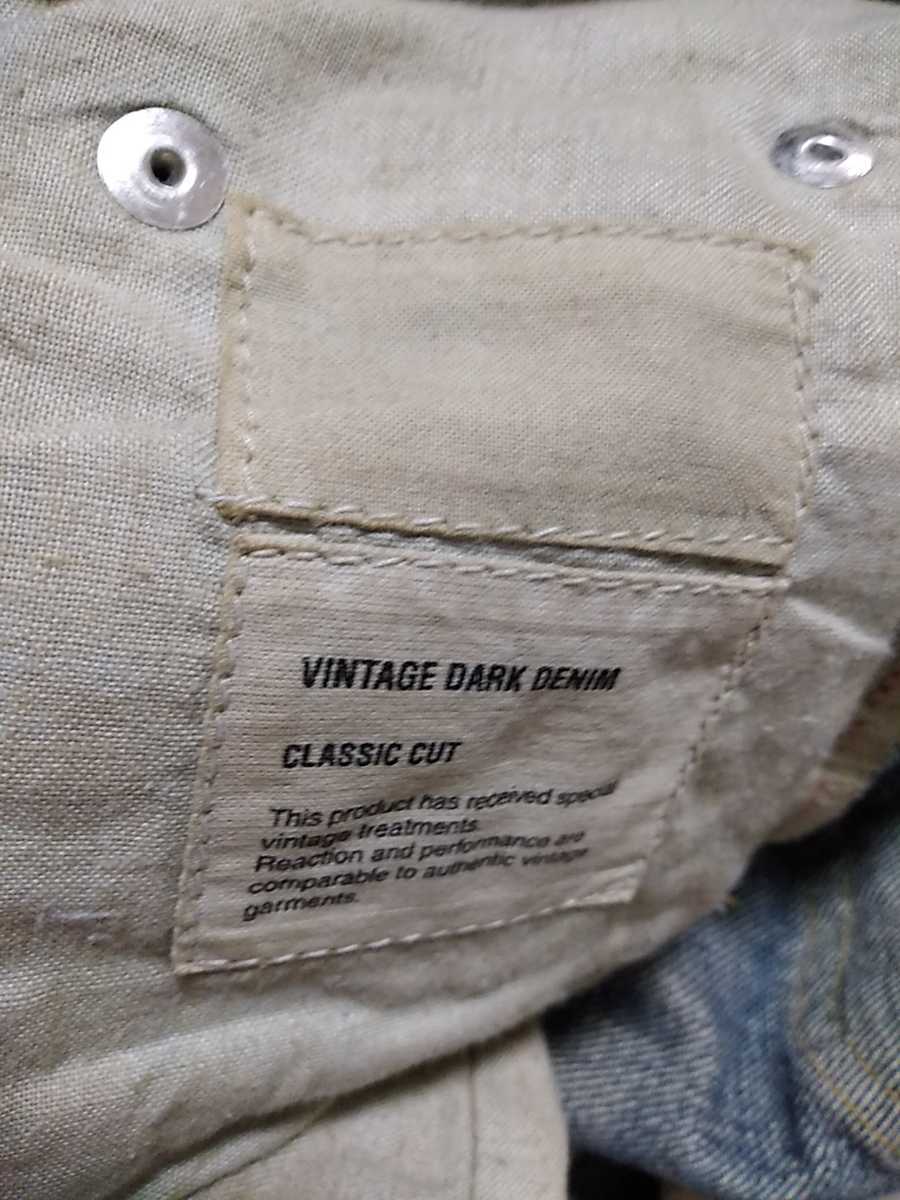 VINTAGE DARK DENIM
CLASSIC CUT
This product has received special
vintage treatments.
Reaction and performance are
comparable to authentic vintage
garments.